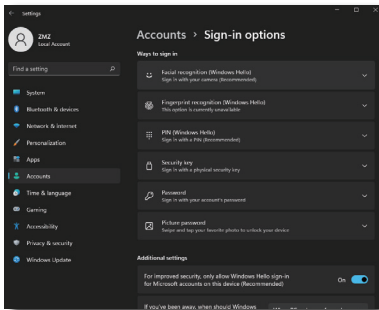 Settings
ZMZ
Local Account
Find a setting
System
Bluetooth & devices
Network & internet
Personalization
Apps
Accounts
Time & language
Gaming
Accessibility
Privacy & security
Windows Update
Accounts > Sign-in options
Ways to sign in
Facial recognition (Windows Hello)
Sign in with your camera (Recommended)
Fingerprint recognition (Windows Hello)
This option is currently unavailable
PIN (Windows Hello)
Sign in with a PIN (Recommended)
Security key
Sign in with a physical security key
Password
Sign in with your account's password
Picture password
Swipe and tap your favorite photo to unlock your device
Additional settings
For improved security, only allow Windows Hello sign-in
for Microsoft accounts on this device (Recommended)
On
If you've been away, when should Windows